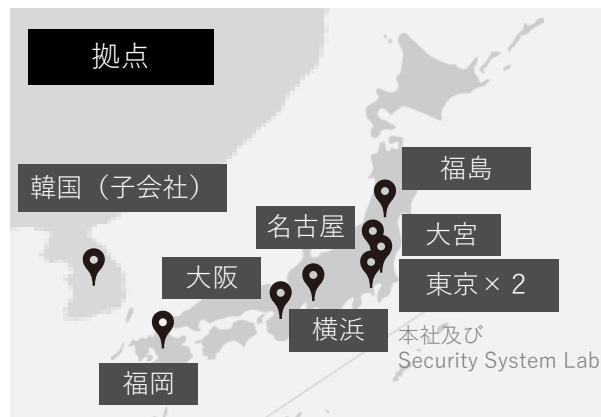 拠点
福島
韓国（子会社）
名古屋
大宮
大阪
東京×2
横浜
本社及び
Security System Lab
福岡